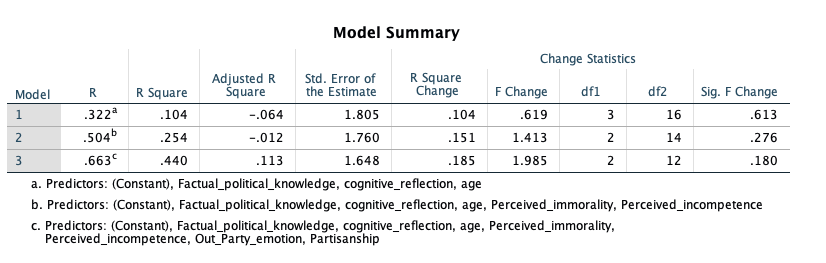 Model Summary
Change Statistics
Model R R Square Adjusted R Square Std. Error of the Estimate R Square Change F Change df1 df2 Sig. F Change
1 .322a .104 -.064 1.805 .104 .619 3 16 .613
2 .504b .254 -.012 1.760 .151 1.413 2 14 .276
3 .663c .440 .113 1.648 .185 1.985 2 12 .180
a. Predictors: (Constant), Factual_political_knowledge, cognitive_reflection, age
b. Predictors: (Constant), Factual_political_knowledge, cognitive_reflection, age, Perceived_immorality, Perceived_incompetence
c. Predictors: (Constant), Factual_political_knowledge, cognitive_reflection, age, Perceived_immorality,
Perceived_incompetence, Out_Party_emotion, Partisanship